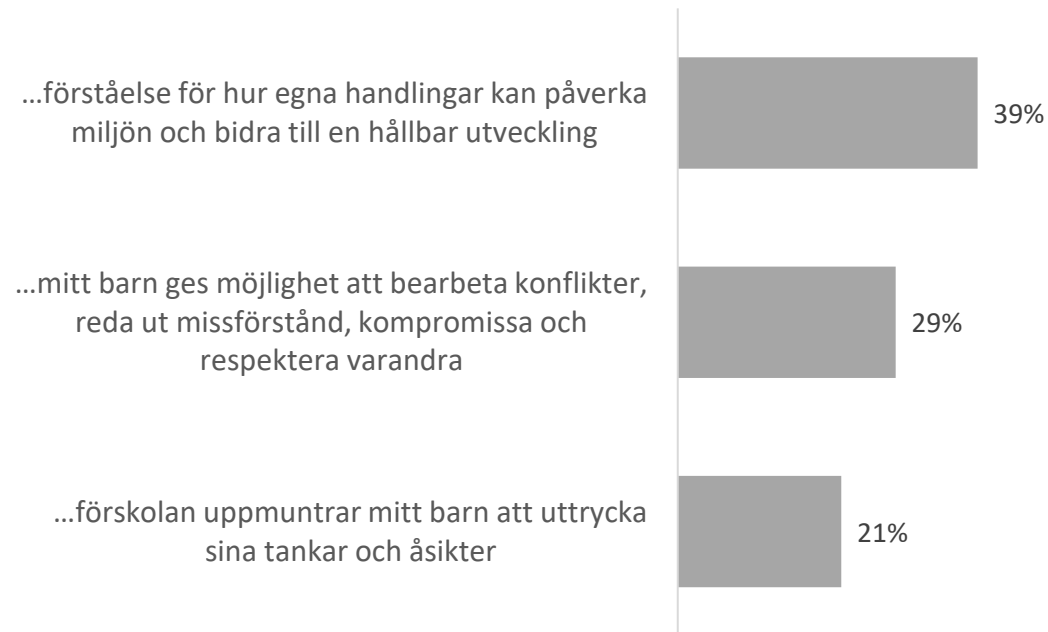 ...förståelse för hur egna handlingar kan påverka
miljön och bidra till en hållbar utveckling
39%
...mitt barn ges möjlighet att bearbeta konflikter,
reda ut missförstånd, kompromissa och
respektera varandra
29%
...förskolan uppmuntrar mitt barn att uttrycka
sina tankar och åsikter
21%